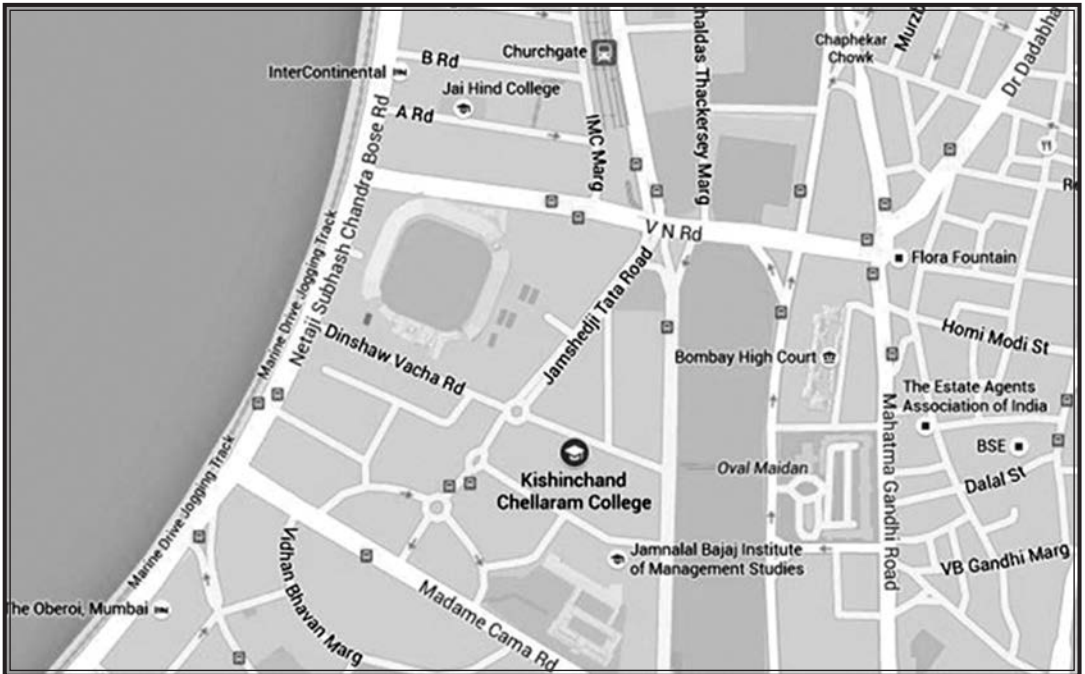 Churchgate
B Rd
InterContinental
Jai Hind College
A Rd
IMC Marg
Thackersey Marg
Chaphekar
Chowk
Dr
Netaji Subhash Chandra Bose Rd
Marine Drive Jogging Track
V N Rd
Flora Fountain
Jamshedji Tata Road
Homi Modi St
Dinshaw Vacha Rd
Bombay High Court
The Estate Agents
Association of India
BSE
Mahatma Gandhi Road
Oval Maidan
Dalal St
Kishinchand
Chellaram College
Marine Drive Jogging Track
Jamnalal Bajaj Institute
of Management Studies
VB Gandhi Marg
Vidhan Bhavan Marg
Madame Cama Rd
The Oberoi, Mumbai